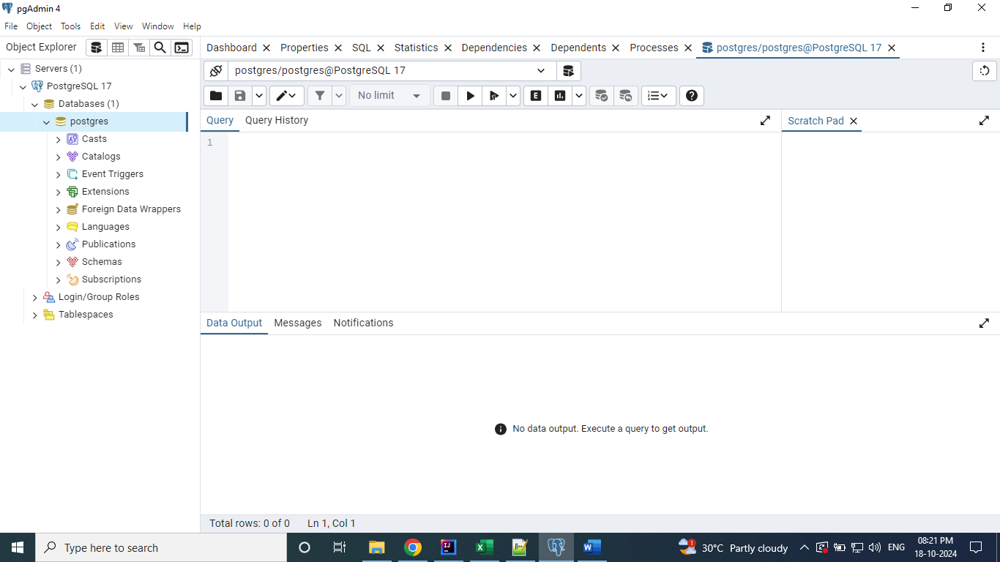 pgAdmin 4
File Object Tools Edit View Window Help
Object Explorer
Dashboard Properties SQL Statistics Dependencies Dependents Processes postgres/postgres@PostgreSQL 17
Servers (1)
PostgreSQL 17
Databases (1)
postgres
Casts
Catalogs
Event Triggers
Extensions
Foreign Data Wrappers
Languages
Publications
Schemas
Subscriptions
Login/Group Roles
Tablespaces
postgres/postgres@PostgreSQL 17
No limit
E
Query Query History
Scratch Pad
1
Data Output Messages Notifications
No data output. Execute a query to get output.
Total rows: 0 of 0 Ln 1, Col 1
Type here to search
1
30°C Partly cloudy
ENG
08:21 PM
18-10-2024